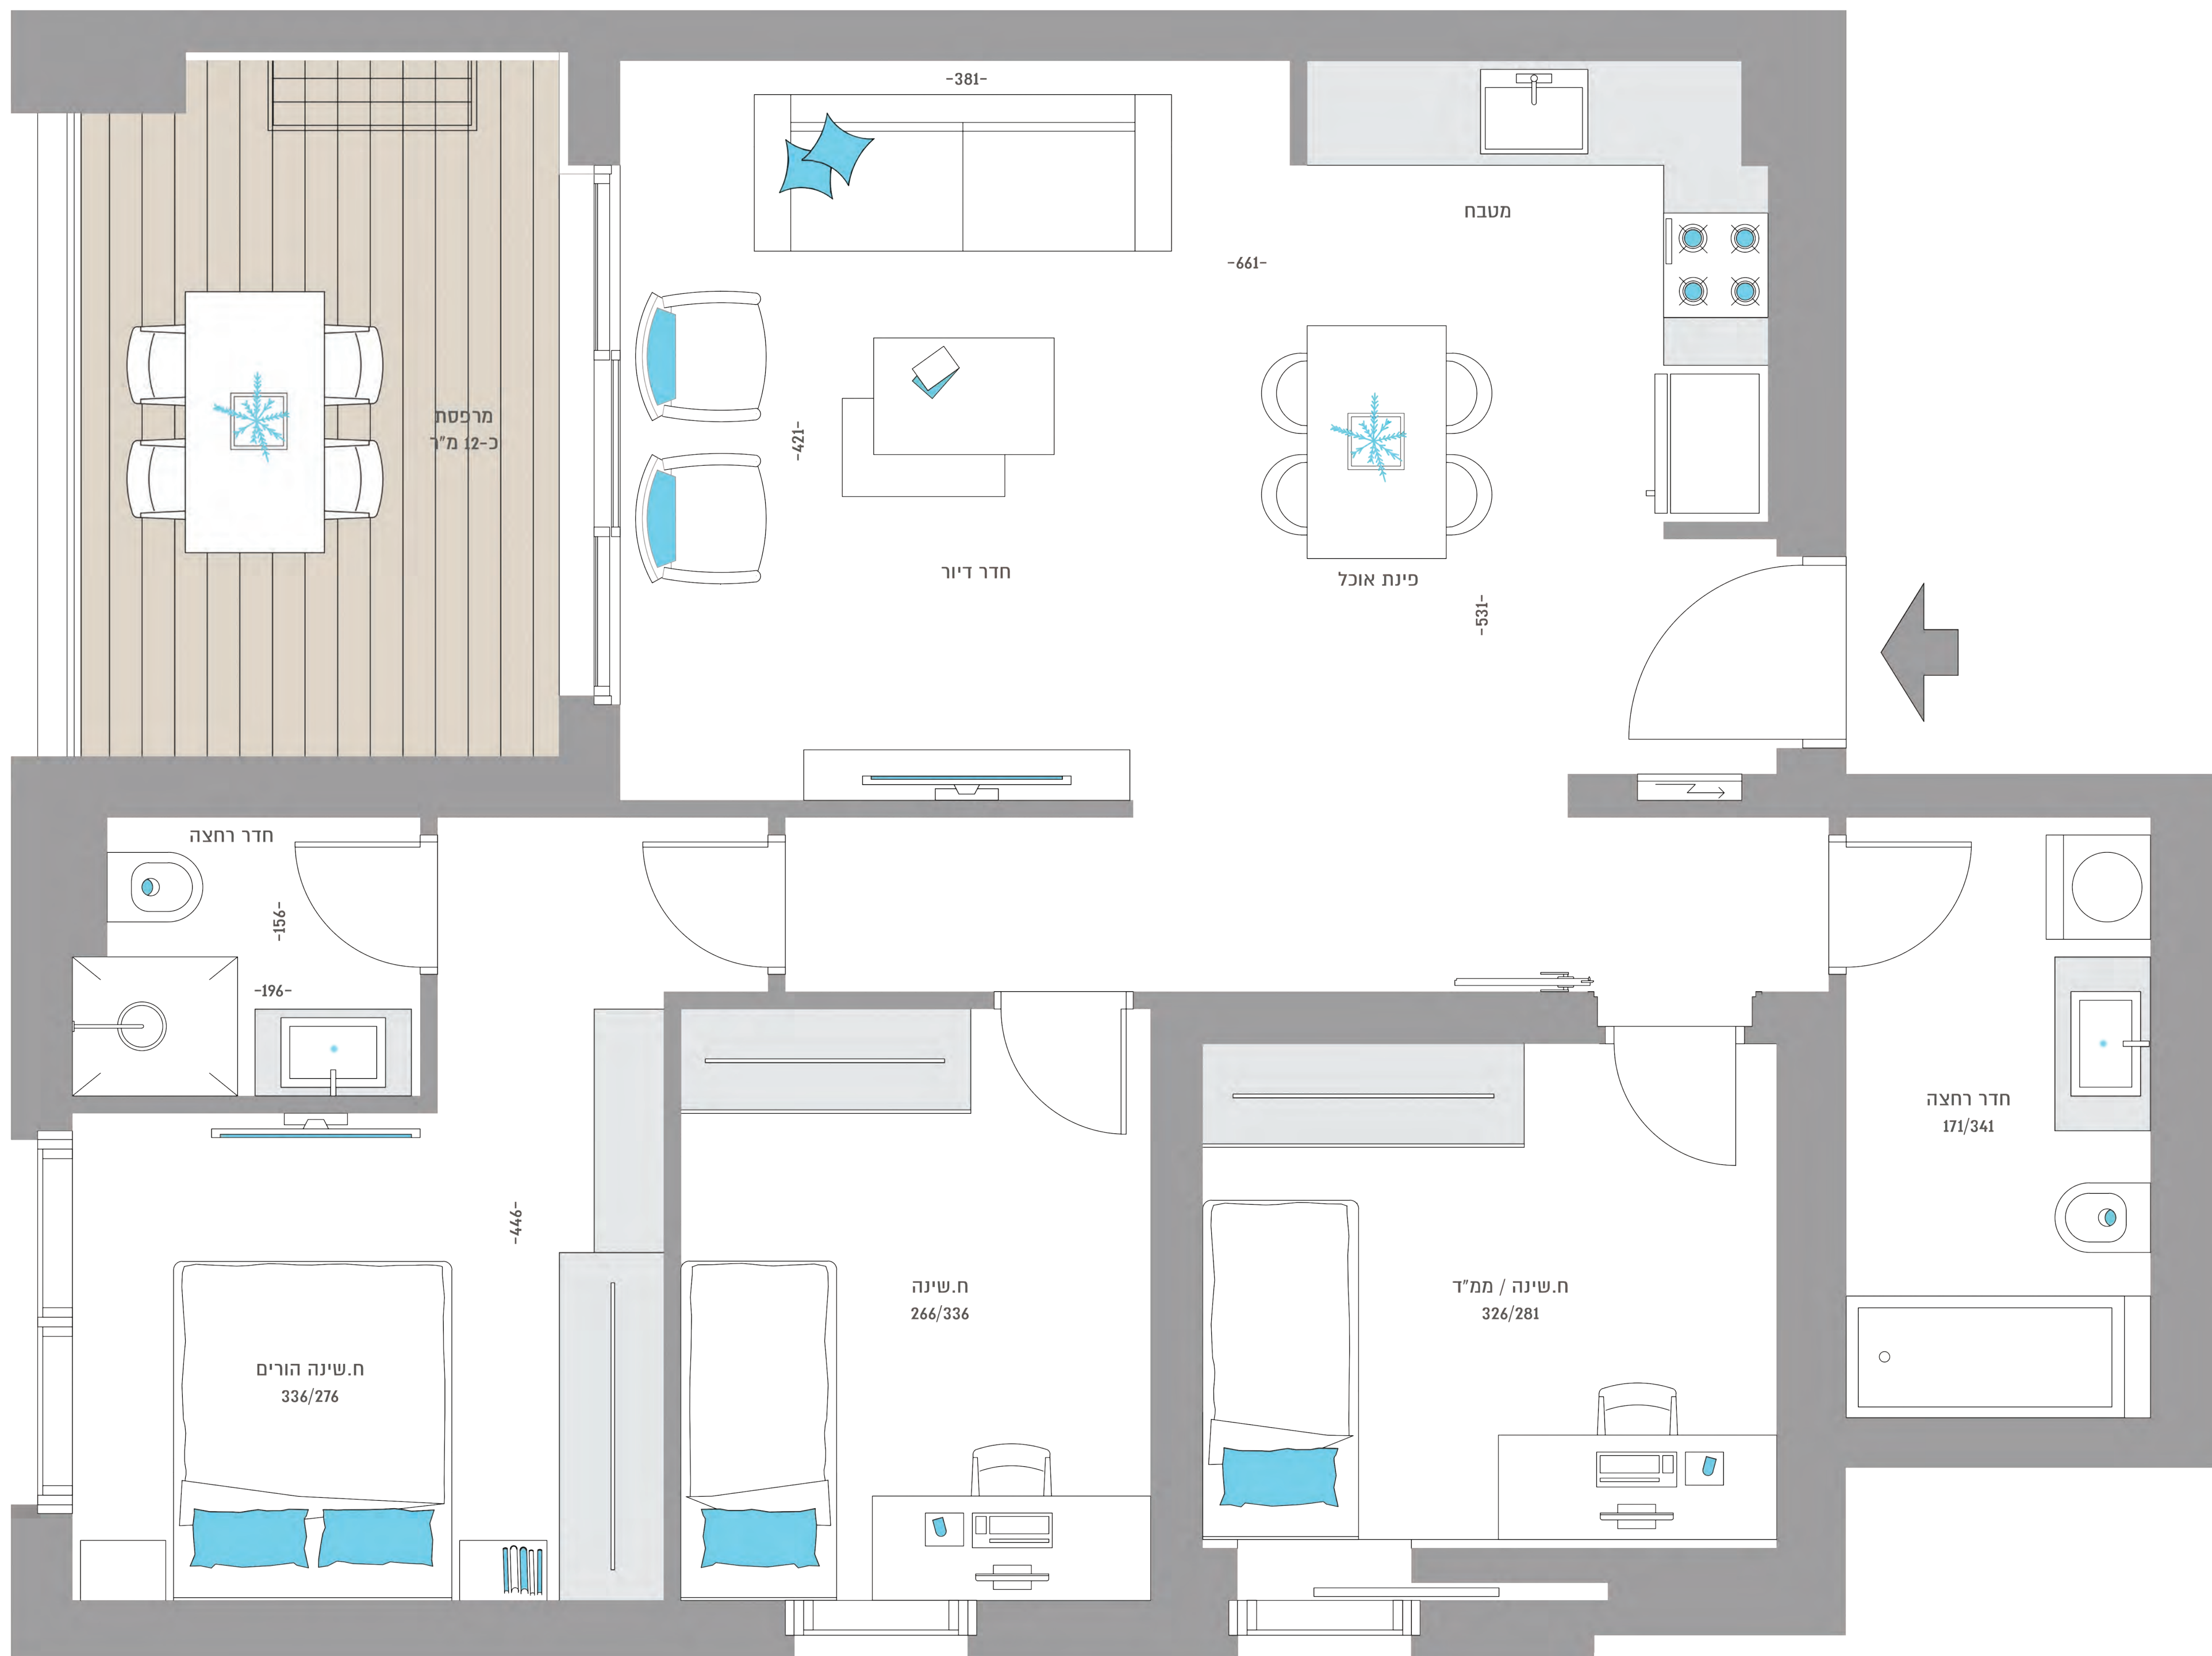 -381-
מטבח
-661-
מרפסת
כ-12 מ"ר
-421-
חדר דיור
פינת אוכל
-531-
חדר רחצה
-156-
-196-
חדר רחצה
171/341
-446-
ח.שינה / ממ"ד
326/281
ח.שינה
266/336
ח.שינה הורים
336/276